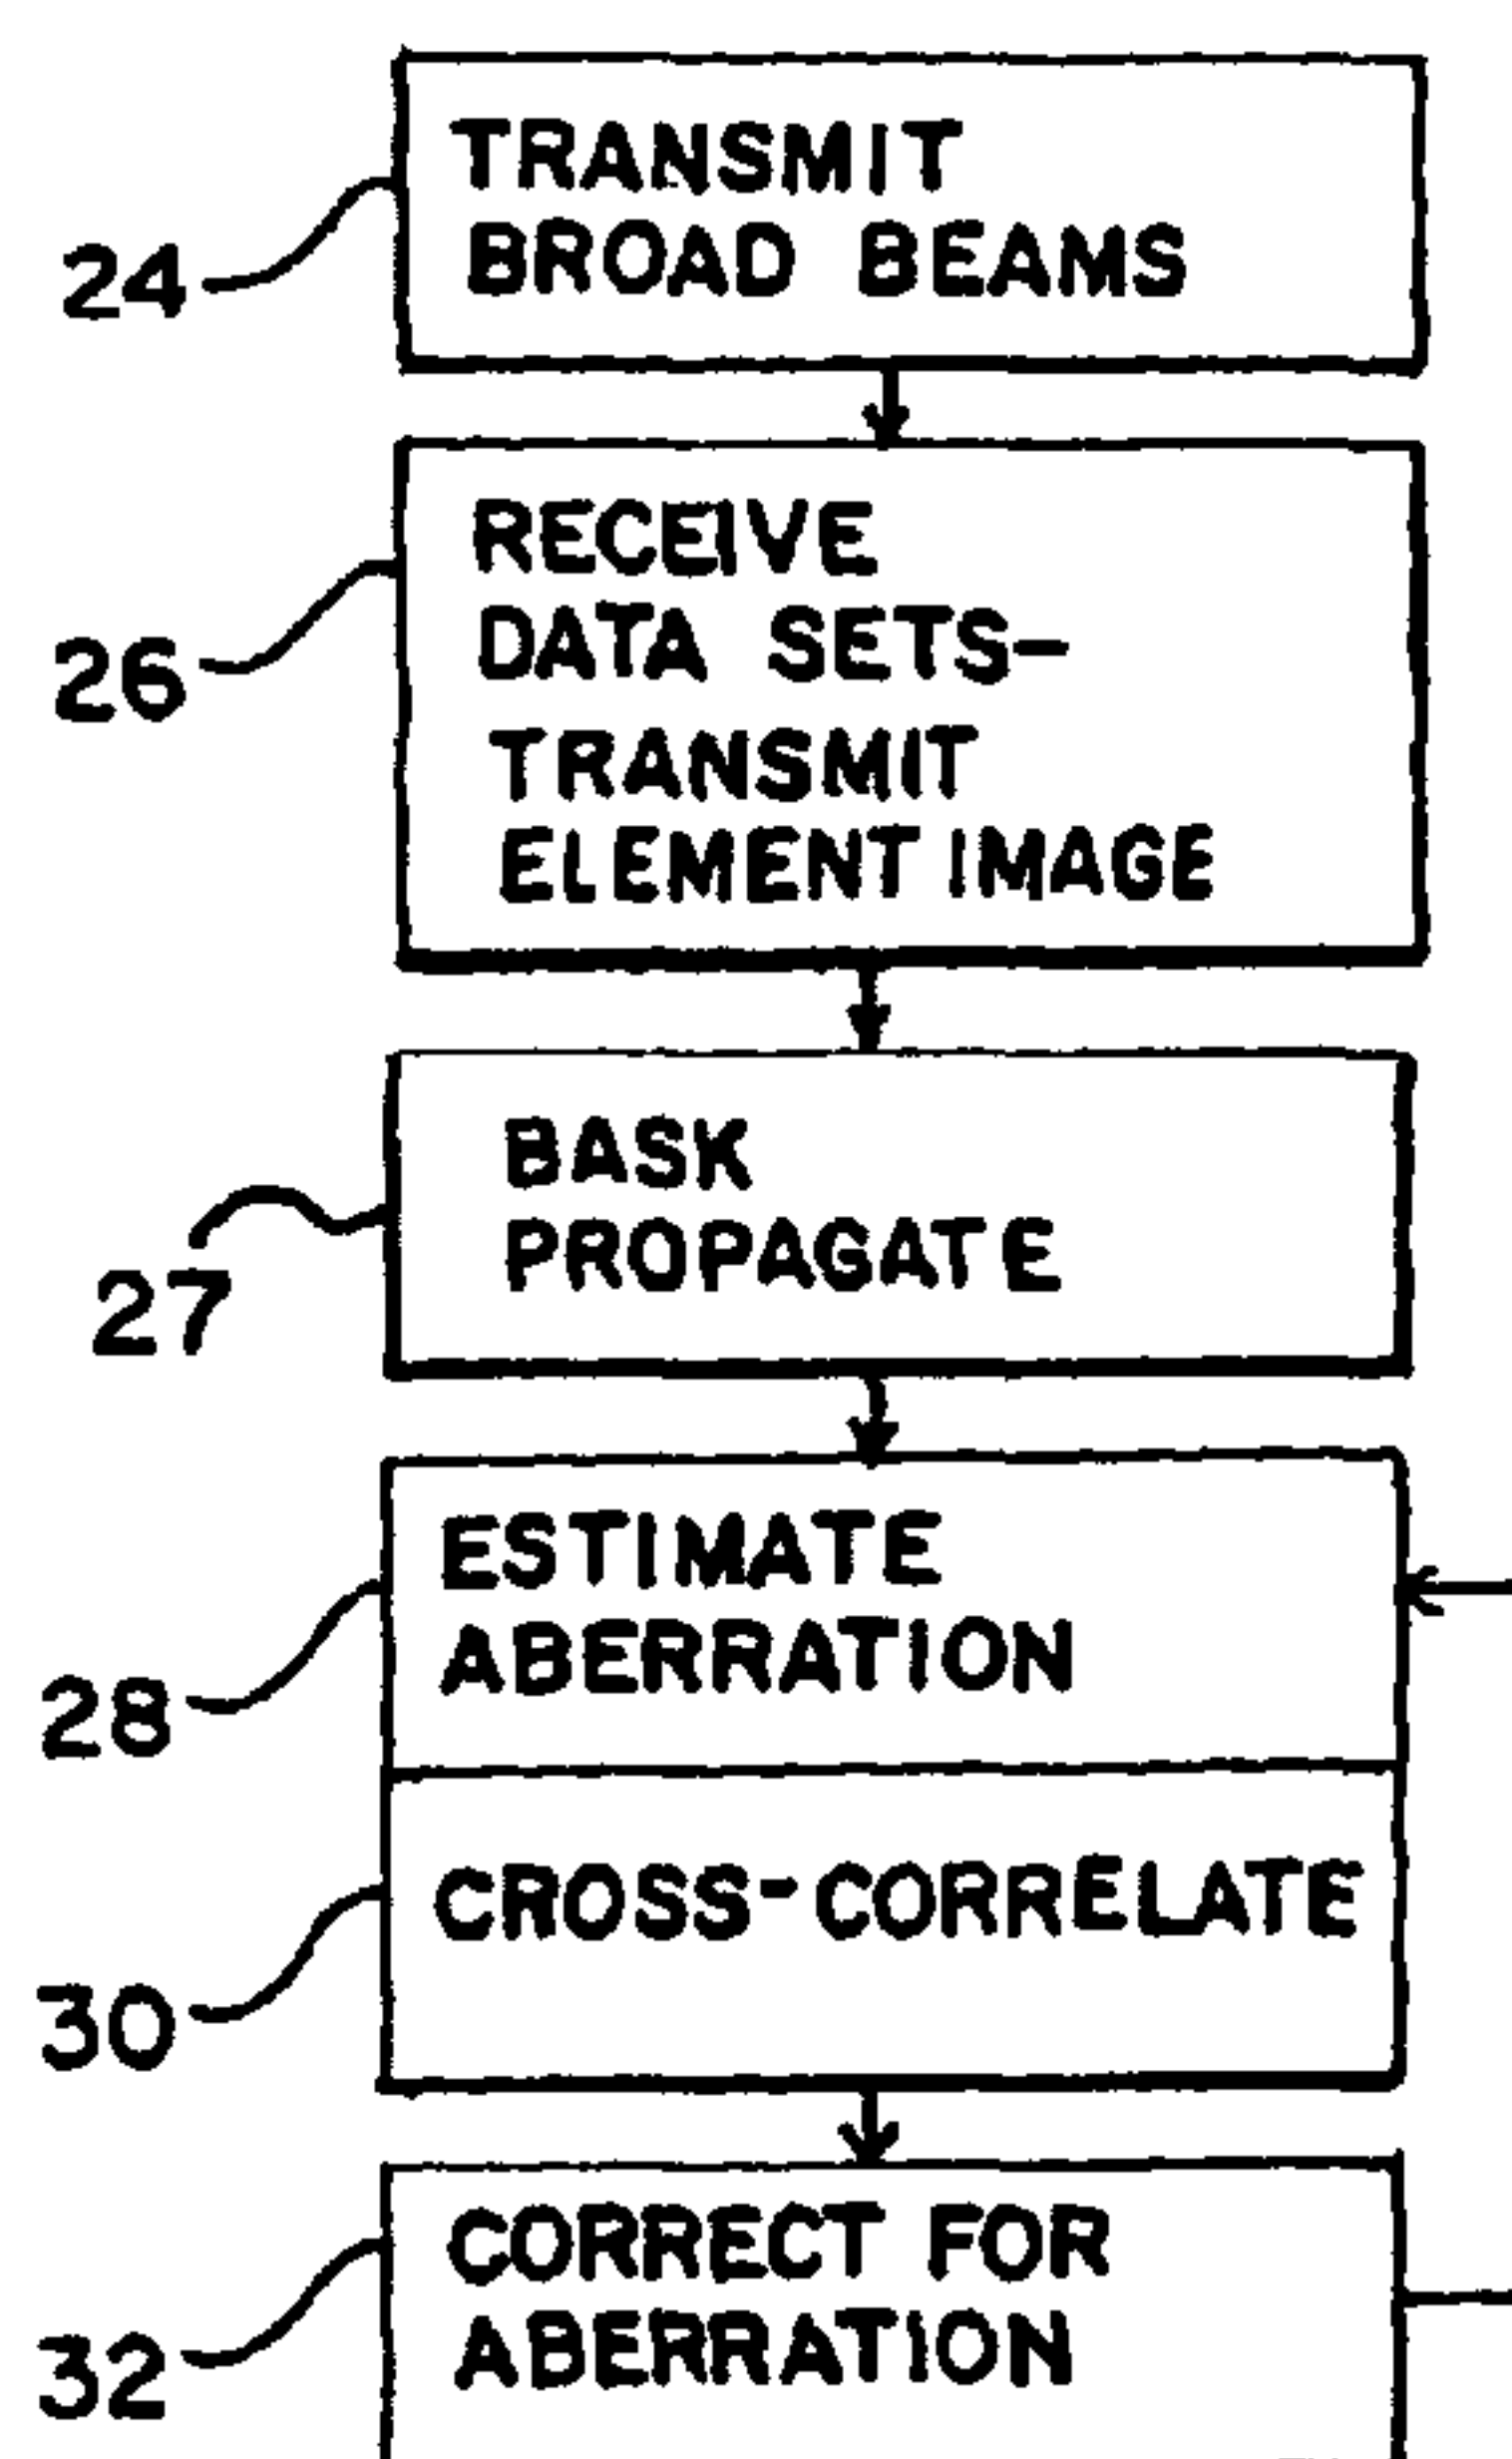 TRANSMIT
BROAD BEAMS
24
RECEIVE
DATA SETS-
TRANSMIT
ELEMENT IMAGE
26
BASK
PROPAGATE
27
ESTIMATE
ABERRATION
28
CROSS-CORRELATE
30
CORRECT FOR
ABERRATION
32